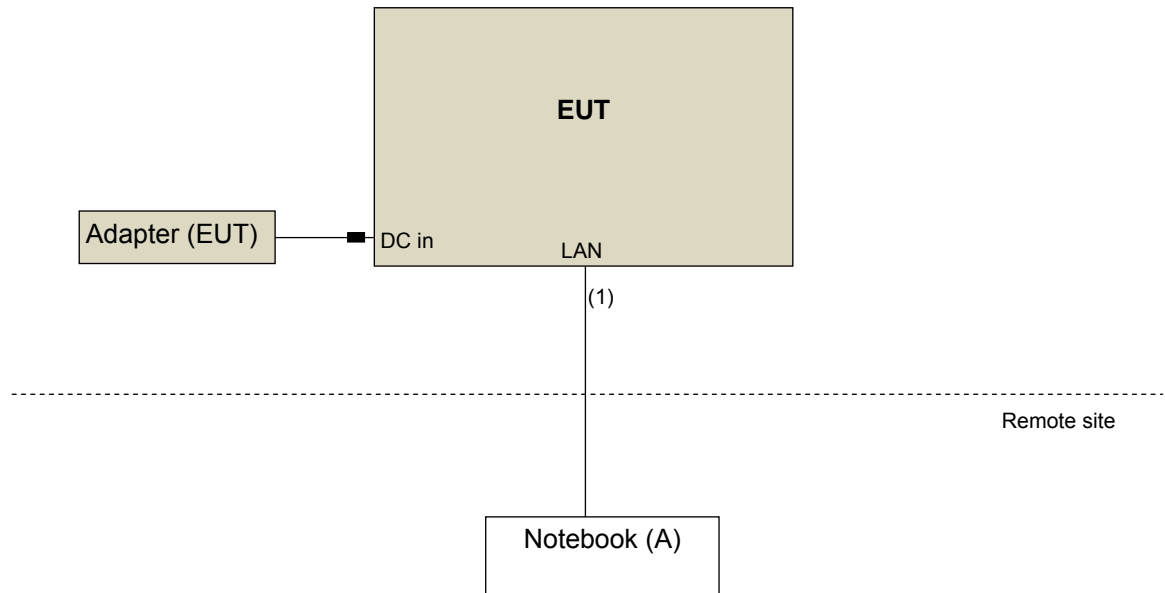 EUT
Adapter (EUT)
DC in
LAN
(1)
Remote site
Notebook (A)